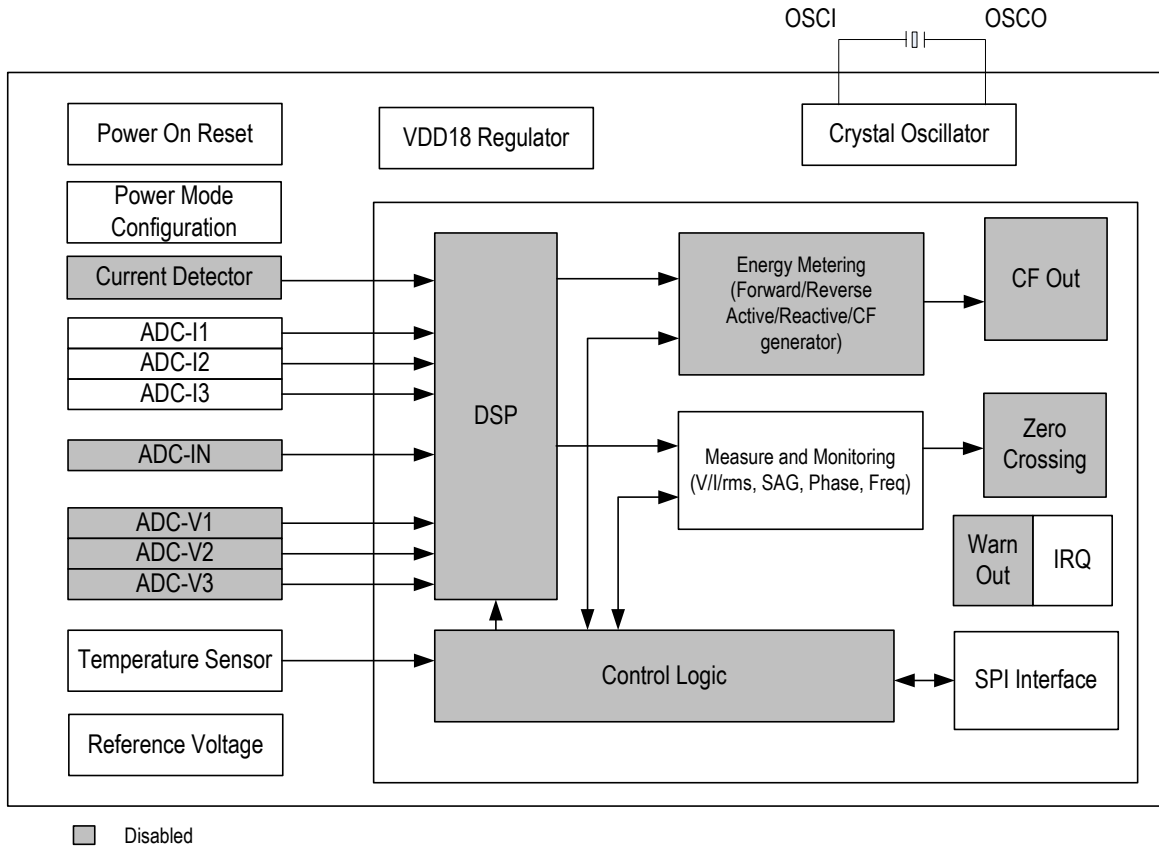 OSCI
OSCO
Power On Reset
VDD18 Regulator
Crystal Oscillator
Power Mode
Configuration
Current Detector
ADC-I1
ADC-I2
ADC-I3
ADC-IN
ADC-V1
ADC-V2
ADC-V3
Temperature Sensor
Reference Voltage
DSP
Energy Metering
(Forward/Reverse
Active/Reactive/CF
generator)
CF Out
Measure and Monitoring
(V/I/rms, SAG, Phase, Freq)
Zero
Crossing
Warn
Out
IRQ
Control Logic
SPI Interface
Disabled